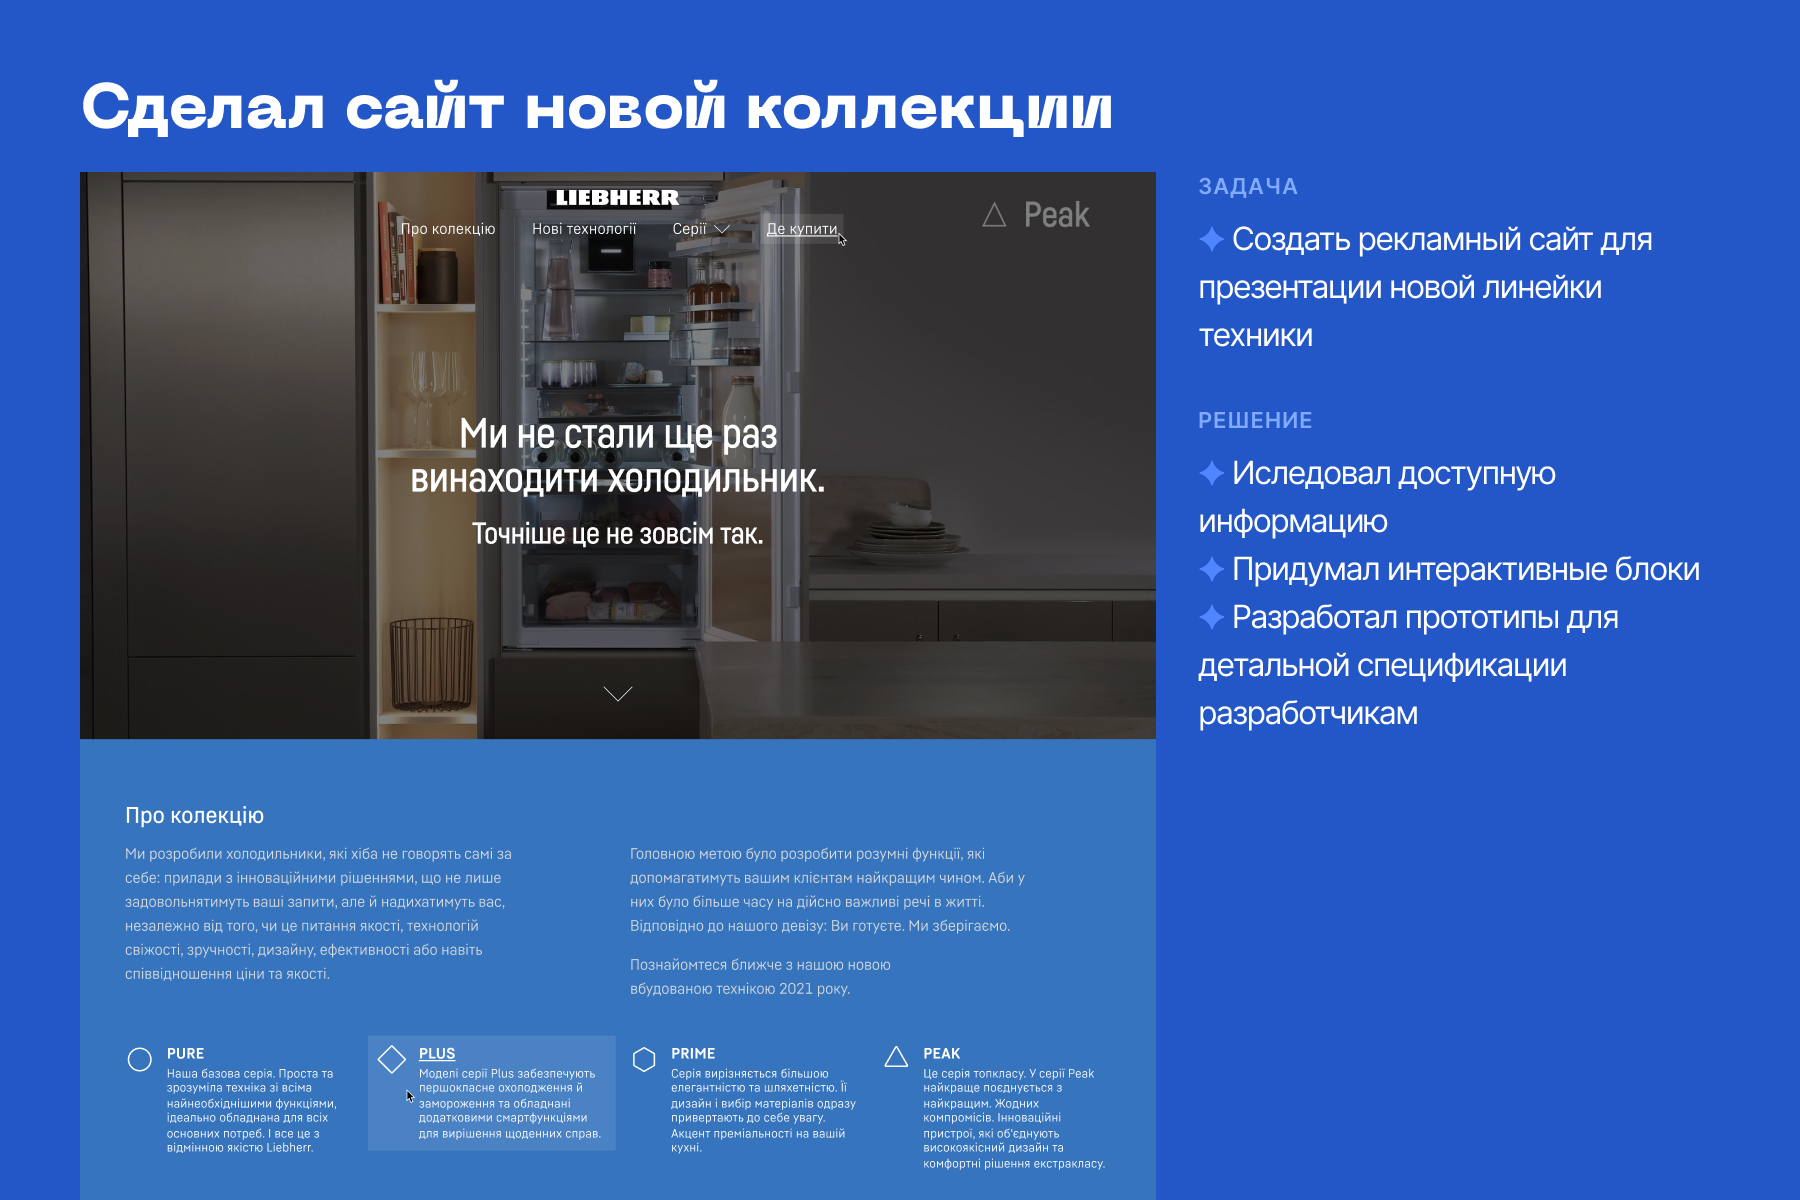 Сделал сайт новой коллекции
LIEBHERR
Про колекцію
Нові технології
Серії
Де купити
Peak
Ми не стали ще раз
винаходити холодильник.
Точніше це не зовсім так.
Про колекцію
Ми розробили холодильники, які хіба не говорять самі за
себе: прилади з інноваційними рішеннями, що не лише
задовольнятимуть ваші запити, але й надихатимуть вас,
незалежно від того, чи це питання якості, технологій
свіжості, зручності, дизайну, ефективності або навіть
співвідношення ціни та якості.
Головною метою було розробити розумні функції, які
допомагатимуть вашим клієнтам найкращим чином. Аби у
них було більше часу на дійсно важливі речі в житті.
Відповідно до нашого девізу: Ви готуєте. Ми зберігаємо.
Познайомтеся ближче з нашою новою
вбудованою технікою 2021 року.
PURE
Наша базова серія. Проста та
зрозуміла техніка зі всіма
найнеобхіднішими функціями,
ідеально обладнана для всіх
основних потреб. І все це з
відмінною якістю Liebherr.
PLUS
Моделі серії Plus забезпечують
першокласне охолодження й
замороження та обладнані
додатковими смартфункціями
для вирішення щоденних справ.
PRIME
Серія вирізняється більшою
елегантністю та шляхетністю. Її
дизайн і вибір матеріалів одразу
привертають до себе увагу.
Акцент преміальності на вашій
кухні.
PEAK
Це серія топкласу. У серії Peak
найкраще поєднується з
найкращим. Жодних
компромісів. Інноваційні
пристрої, які об'єднують
високоякісний дизайн та
комфортні рішення екстракласу.
ЗАДАЧА
Создать рекламный сайт для
презентации новой линейки
техники
РЕШЕНИЕ
Иследовал доступную
информацию
Придумал интерактивные блоки
Разработал прототипы для
детальной спецификации
разработчикам